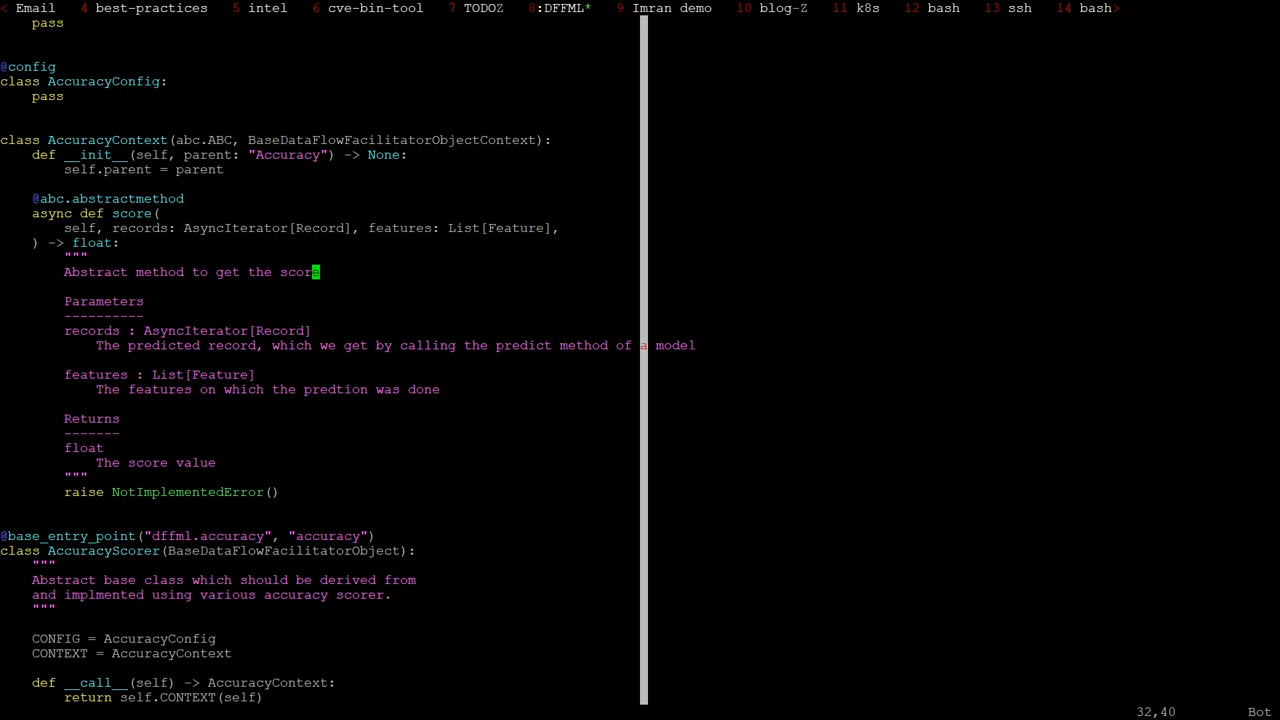 < Email  4 best-practices  5 intel  6 cve-bin-tool  7 TODOZ  8:DFFML*  9 Imran demo  10 blog-Z  11 k8s  12 bash  13 ssh  14 bash>
    pass
@config
class AccuracyConfig:
    pass
class AccuracyContext(abc.ABC, BaseDataFlowFacilitatorObjectContext):
    def __init__(self, parent: "Accuracy") -> None:
        self.parent = parent
    @abc.abstractmethod
    async def score(
        self, records: AsyncIterator[Record], features: List[Feature],
    ) -> float:
        """
        Abstract method to get the score
        Parameters
        ----------
        records : AsyncIterator[Record]
            The predicted record, which we get by calling the predict method of a model
        features : List[Feature]
            The features on which the predtion was done
        Returns
        -------
        float
            The score value
        """
        raise NotImplementedError()
@base_entry_point("dffml.accuracy", "accuracy")
class AccuracyScorer(BaseDataFlowFacilitatorObject):
    """
    Abstract base class which should be derived from
    and implmented using various accuracy scorer.
    """
    CONFIG = AccuracyConfig
    CONTEXT = AccuracyContext
    def __call__(self) -> AccuracyContext:
        return self.CONTEXT(self)
32,40  Bot